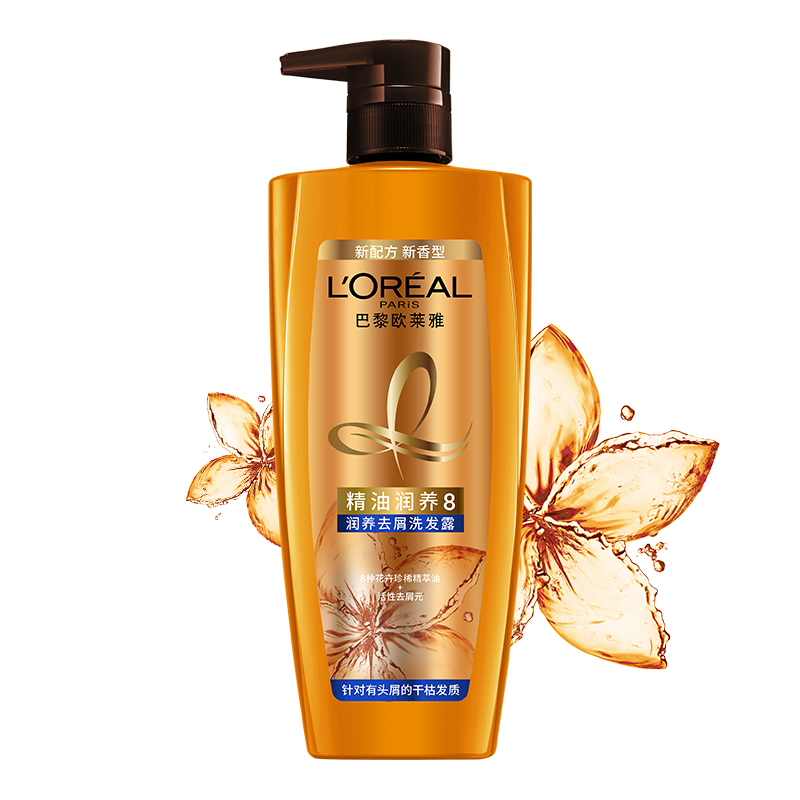 新配方 新香型
L'ORÉAL
PARIS
巴黎欧莱雅
精油润养8
润养去屑洗发露
8种花卉珍稀精萃油
+
活性去屑元
针对有头屑的干枯发质